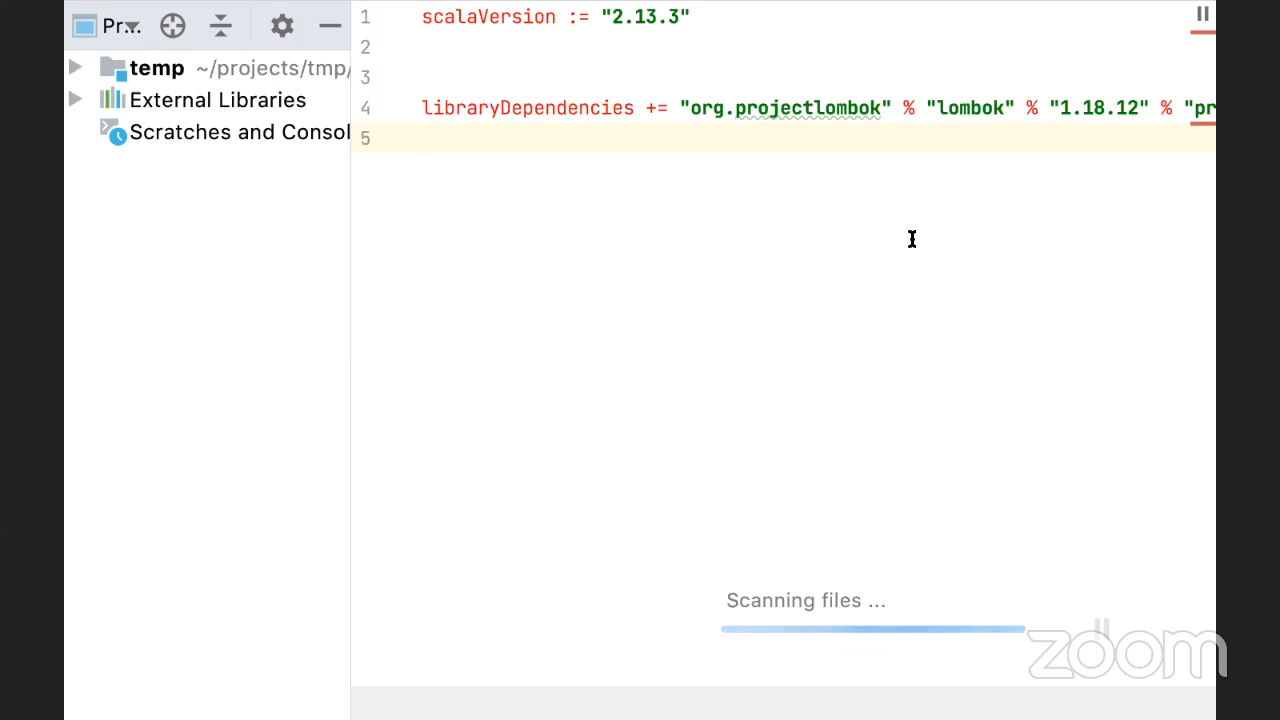 Pr...
temp ~/projects/tmp/
External Libraries
Scratches and Consol
1 scalaVersion := "2.13.3"
2
3
4 libraryDependencies += "org.projectlombok" % "lombok" % "1.18.12" % "pr
5
Scanning files ...
zoom